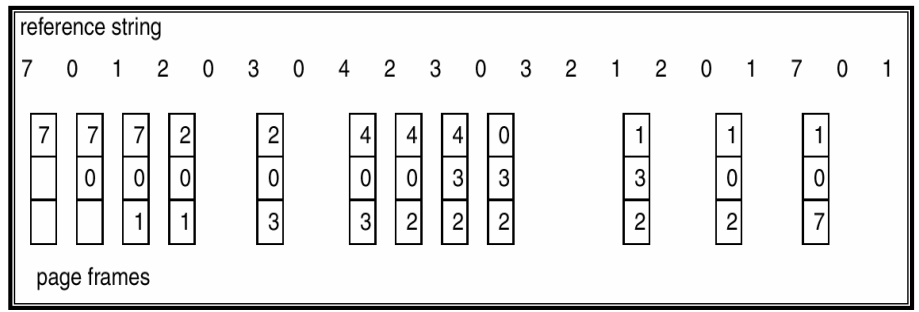 reference string
7 0 1 2 0 3 0 4 2 3 0 3 2 1 2 0 1 7 0 1
7 7 7 2 2 4 4 4 0 1 1 1
0 0 0 0 0 0 3 3 3 0 0
1 1 3 3 2 2 2 2 2 7
page frames